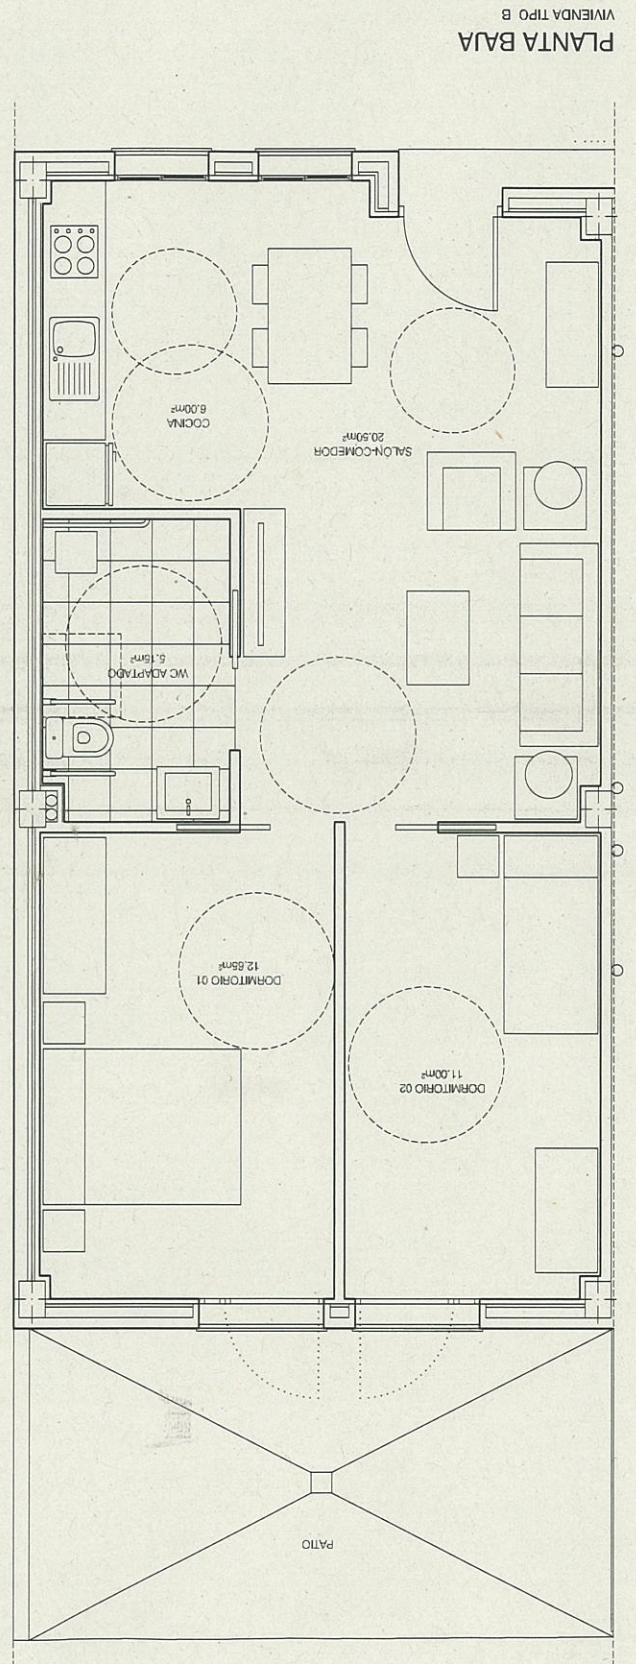 PLANTA BAJA
VIVIENDA TIPO B
PATIO
DORMITORIO 02
11.00m²
DORMITORIO 01
12.65m²
WC ADAPTADO
5.15m²
SALÓN-COMEDOR
20.50m²
COCINA
6.00m²